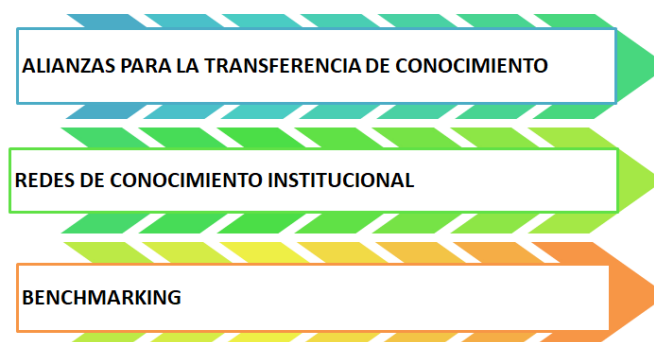 ALIANZAS PARA LA TRANSFERENCIA DE CONOCIMIENTO
REDES DE CONOCIMIENTO INSTITUCIONAL
BENCHMARKING